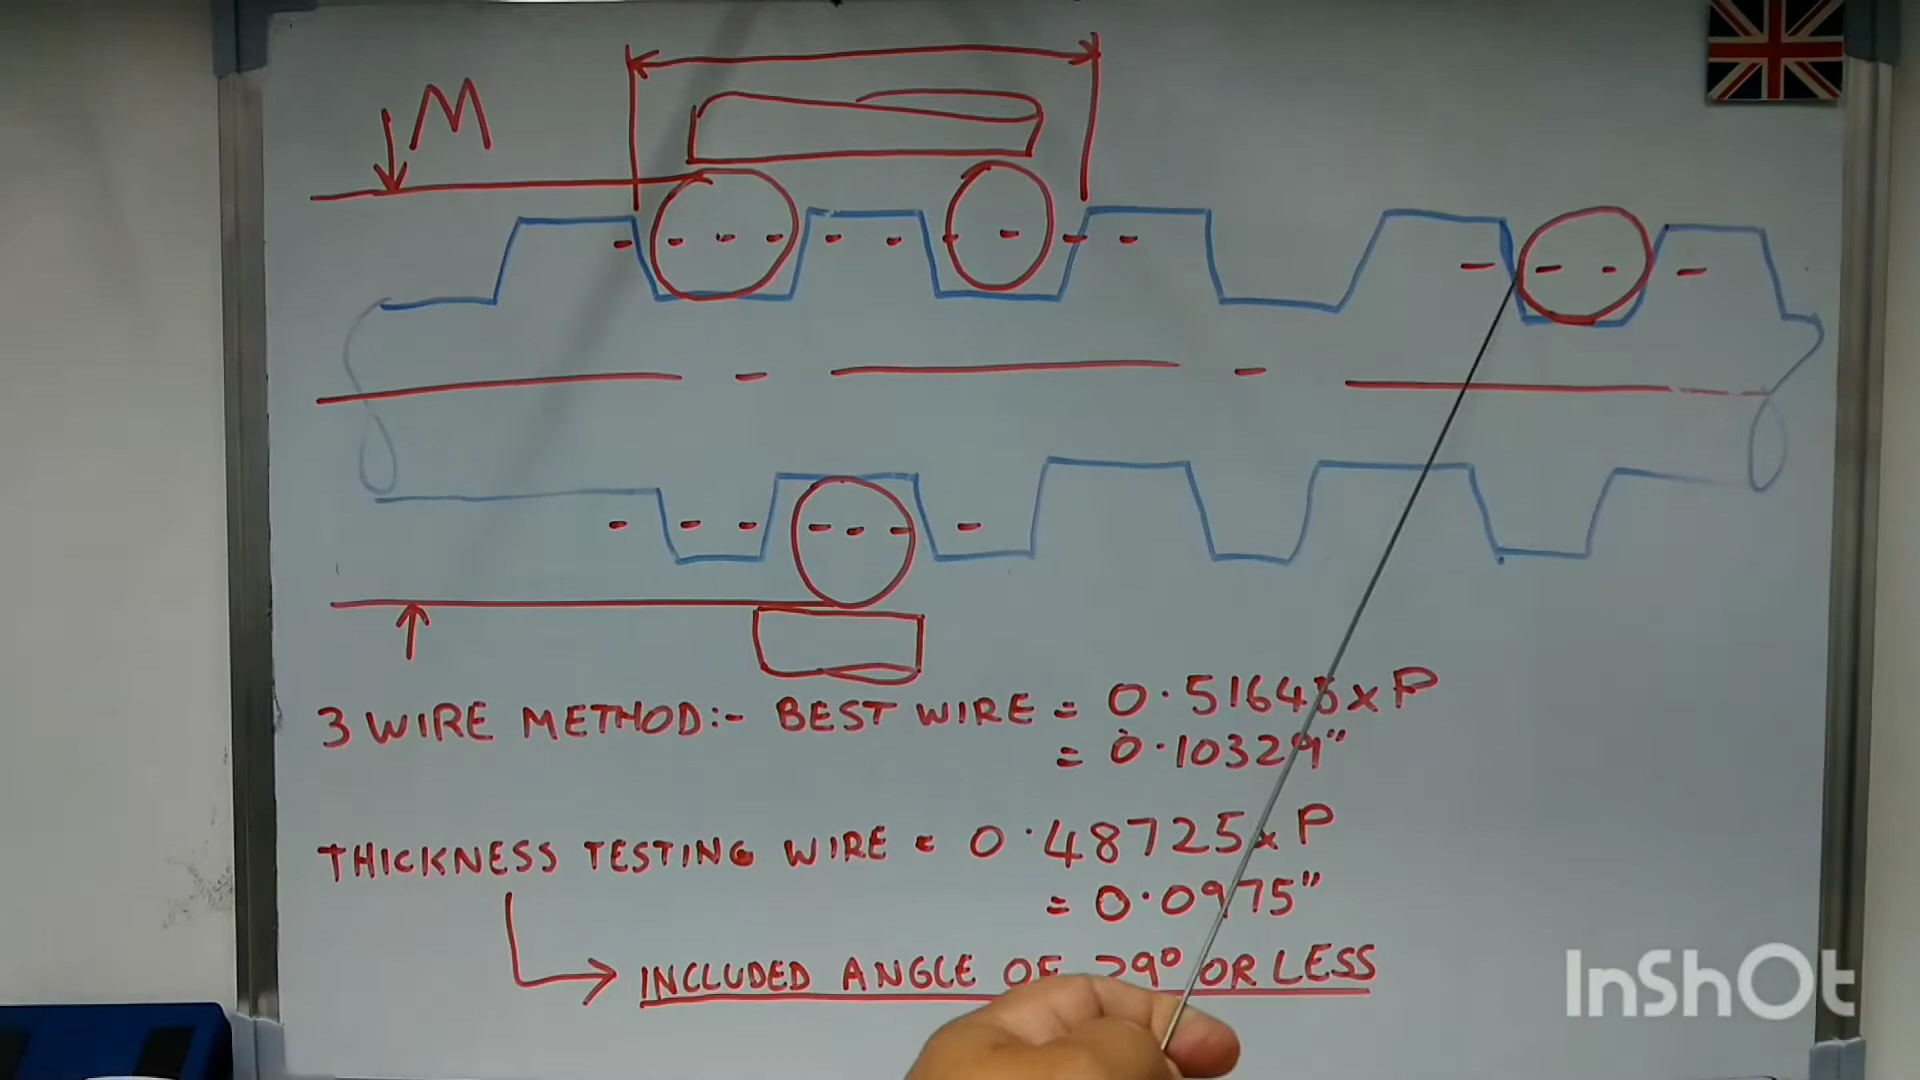 M
3 WIRE METHOD:- BEST WIRE = 0.51645 x P
= 0.10329"
THICKNESS TESTING WIRE = 0.48725 x P
= 0.0975"
INCLUDED ANGLE OF 29° OR LESS
InShOt